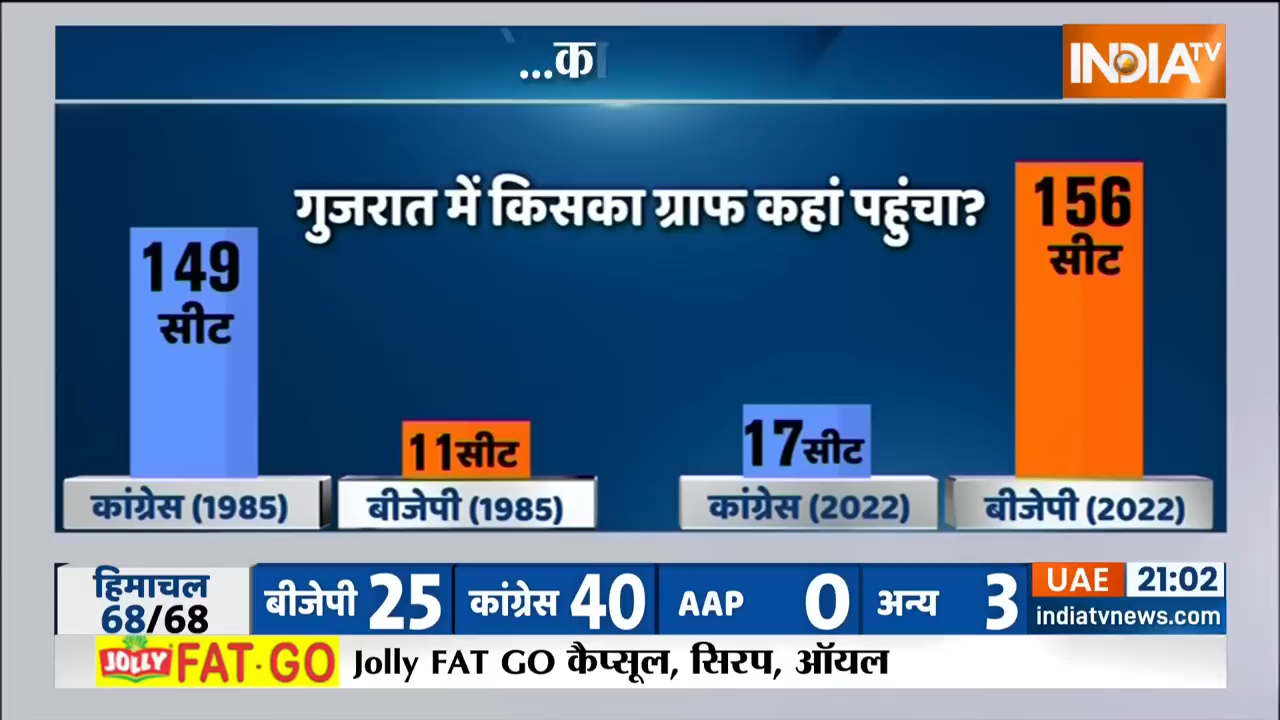 ...क
INDIA TV
गुजरात में किसका ग्राफ कहां पहुंचा?
149
सीट
11सीट
17सीट
156
सीट
कांग्रेस (1985)
बीजेपी (1985)
कांग्रेस (2022)
बीजेपी (2022)
हिमाचल
68/68
बीजेपी 25
कांग्रेस 40
AAP 0
अन्य 3
UAE 21:02
indiatvnews.com
JOLLY FAT·GO
Jolly FAT GO कैप्सूल, सिरप, ऑयल